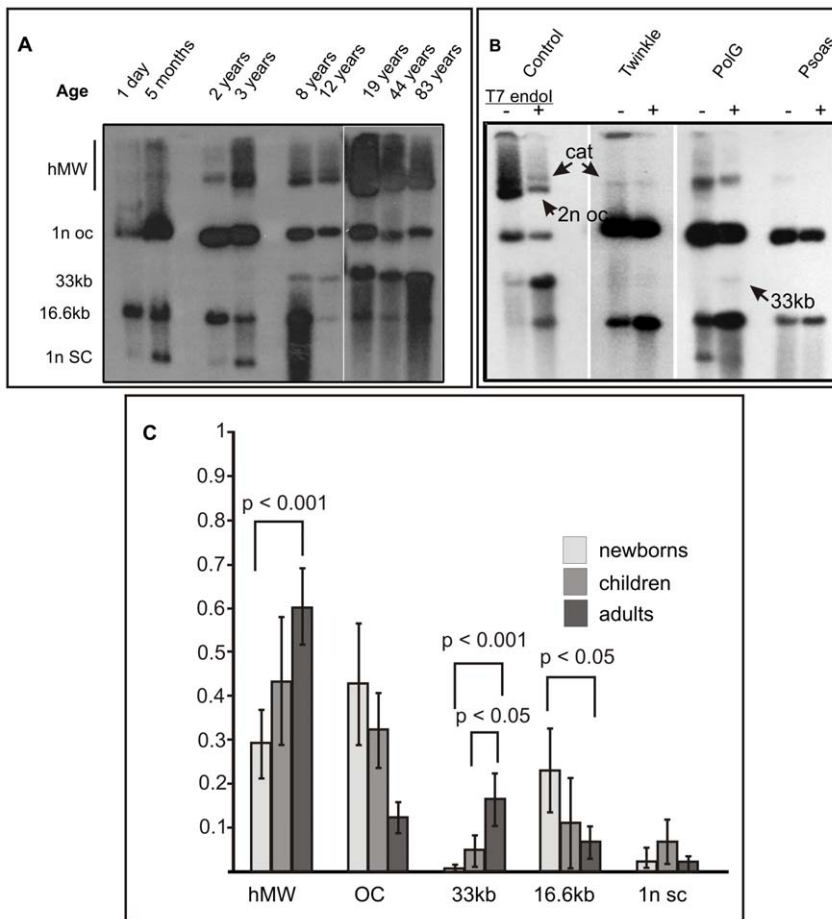 A
Age
1 day
5 months
2 years
3 years
8 years
12 years
19 years
44 years
83 years
hMW
1n oc
33kb
16.6kb
1n SC
B
Control
Twinkle
PolG
Psoas
T7 endoI
- + - + - + - +
cat
2n oc
33kb
C
1
0.9
0.8
0.7
0.6
0.5
0.4
0.3
0.2
0.1
p < 0.001
newborns
children
adults
p < 0.001
p < 0.05
p < 0.05
hMW OC 33kb 16.6kb 1n sc